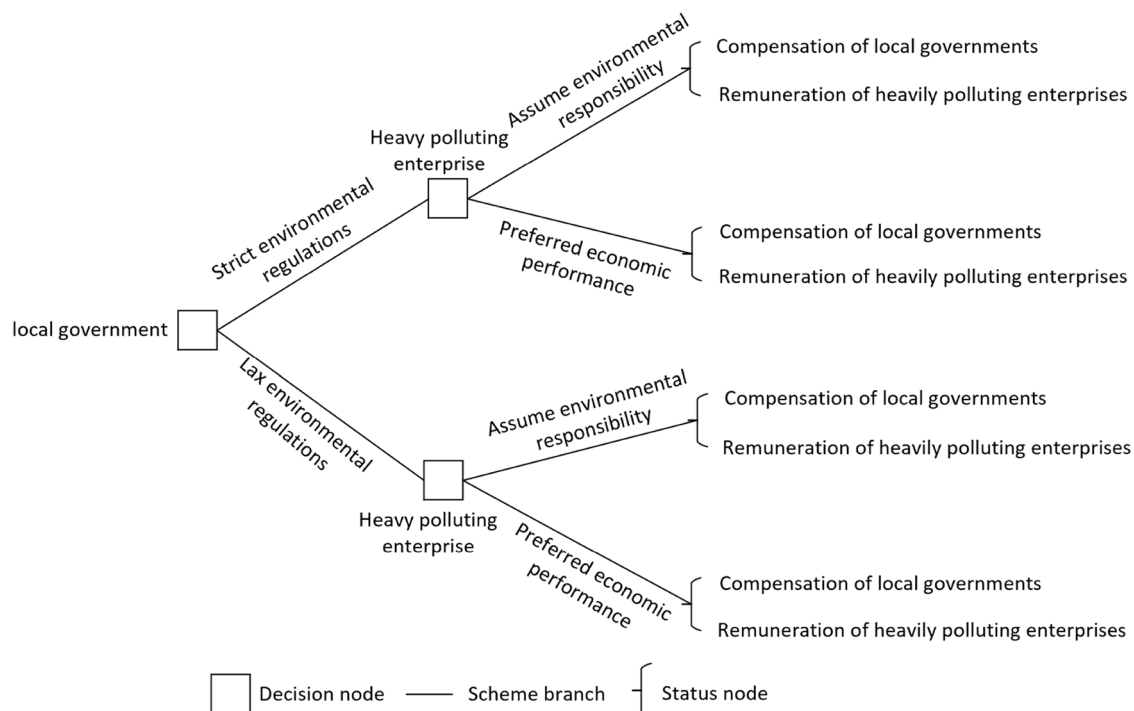 Assume environmental
responsibility
Compensation of local governments
Remuneration of heavily polluting enterprises
Heavy polluting
enterprise
Strict environmental
regulations
Preferred economic
performance
Compensation of local governments
Remuneration of heavily polluting enterprises
local government
Lax environmental
regulations
Assume environmental
responsibility
Compensation of local governments
Remuneration of heavily polluting enterprises
Heavy polluting
enterprise
Preferred economic
performance
Compensation of local governments
Remuneration of heavily polluting enterprises
Decision node
Scheme branch
Status node